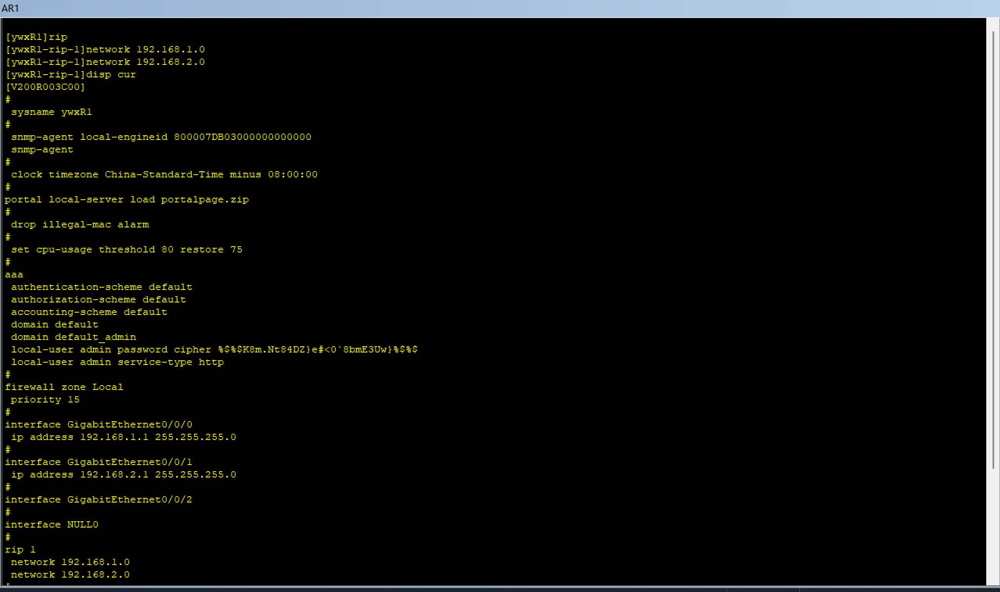 AR1
[ywxR1]rip
[ywxR1-rip-1]network 192.168.1.0
[ywxR1-rip-1]network 192.168.2.0
[ywxR1-rip-1]disp cur
[V200R003C00]
#
 sysname ywxR1
#
 snmp-agent local-engineid 800007DB03000000000000
 snmp-agent
#
 clock timezone China-Standard-Time minus 08:00:00
#
portal local-server load portalpage.zip
#
 drop illegal-mac alarm
#
 set cpu-usage threshold 80 restore 75
#
aaa
 authentication-scheme default
 authorization-scheme default
 accounting-scheme default
 domain default
 domain default_admin
 local-user admin password cipher %$%$K8m.Nt84DZ}e#<0`8bmE3Uw}%$%$
 local-user admin service-type http
#
firewall zone Local
 priority 15
#
interface GigabitEthernet0/0/0
 ip address 192.168.1.1 255.255.255.0
#
interface GigabitEthernet0/0/1
 ip address 192.168.2.1 255.255.255.0
#
interface GigabitEthernet0/0/2
#
interface NULL0
#
rip 1
 network 192.168.1.0
 network 192.168.2.0
#